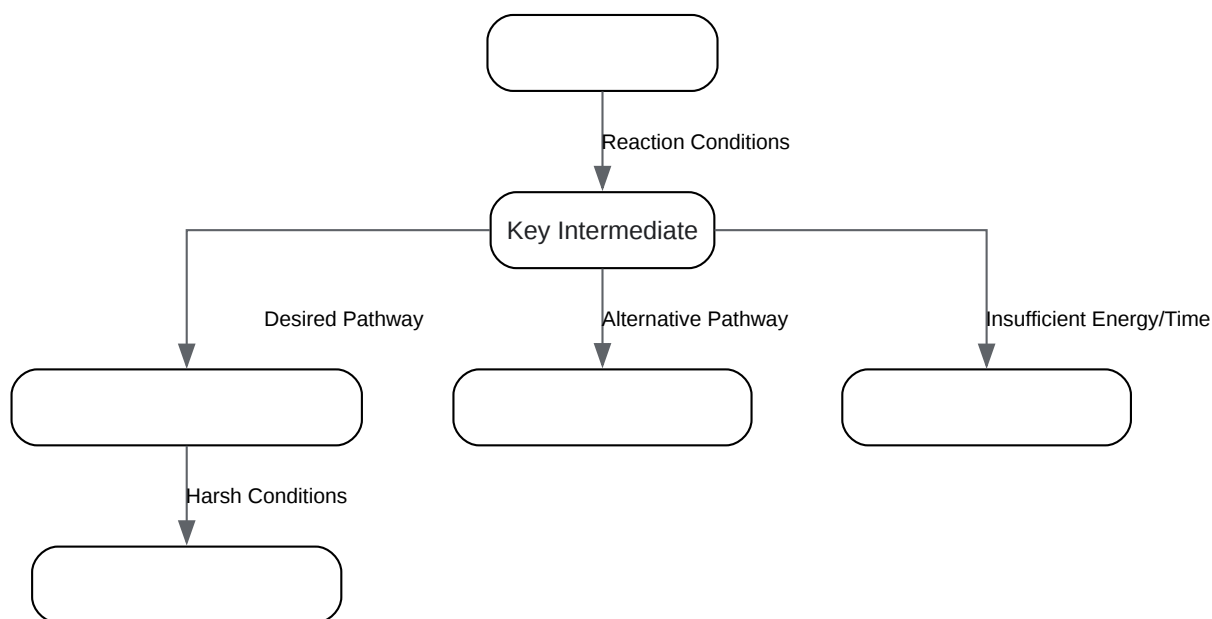 Reaction Conditions
Key Intermediate
Desired Pathway
Alternative Pathway
Insufficient Energy/Time
Harsh Conditions